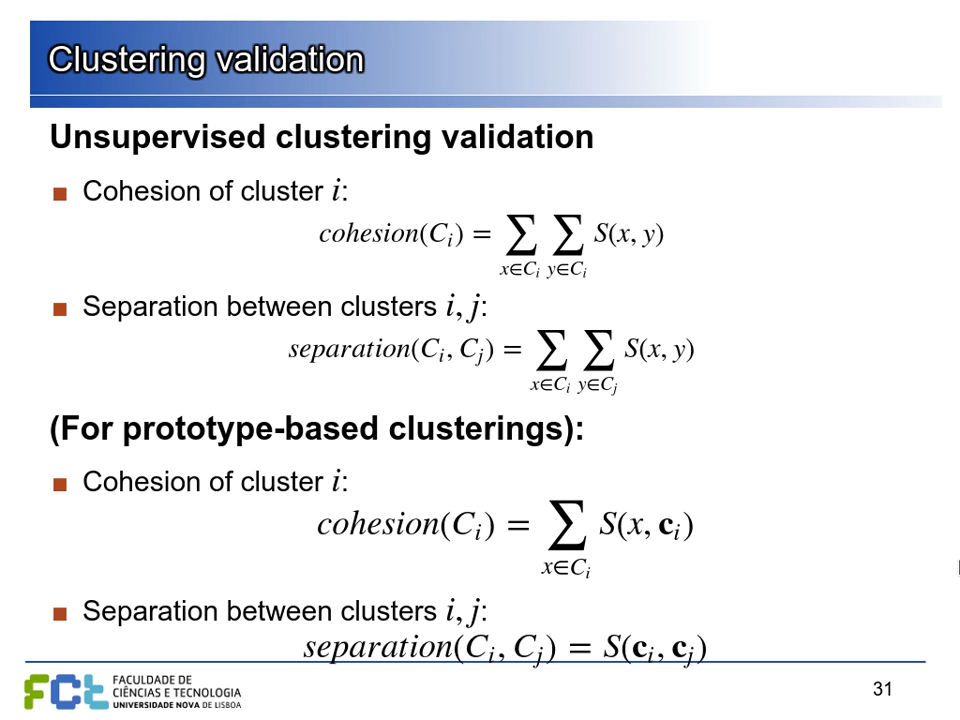 Clustering validation
Unsupervised clustering validation
■ Cohesion of cluster i:
cohesion(C_i) = ∑_{x∈C_i} ∑_{y∈C_i} S(x, y)
■ Separation between clusters i, j:
separation(C_i, C_j) = ∑_{x∈C_i} ∑_{y∈C_j} S(x, y)
(For prototype-based clusterings):
■ Cohesion of cluster i:
cohesion(C_i) = ∑_{x∈C_i} S(x, c_i)
■ Separation between clusters i, j:
separation(C_i, C_j) = S(c_i, c_j)
FCt
FACULDADE DE
CIÊNCIAS E TECNOLOGIA
UNIVERSIDADE NOVA DE LISBOA
31